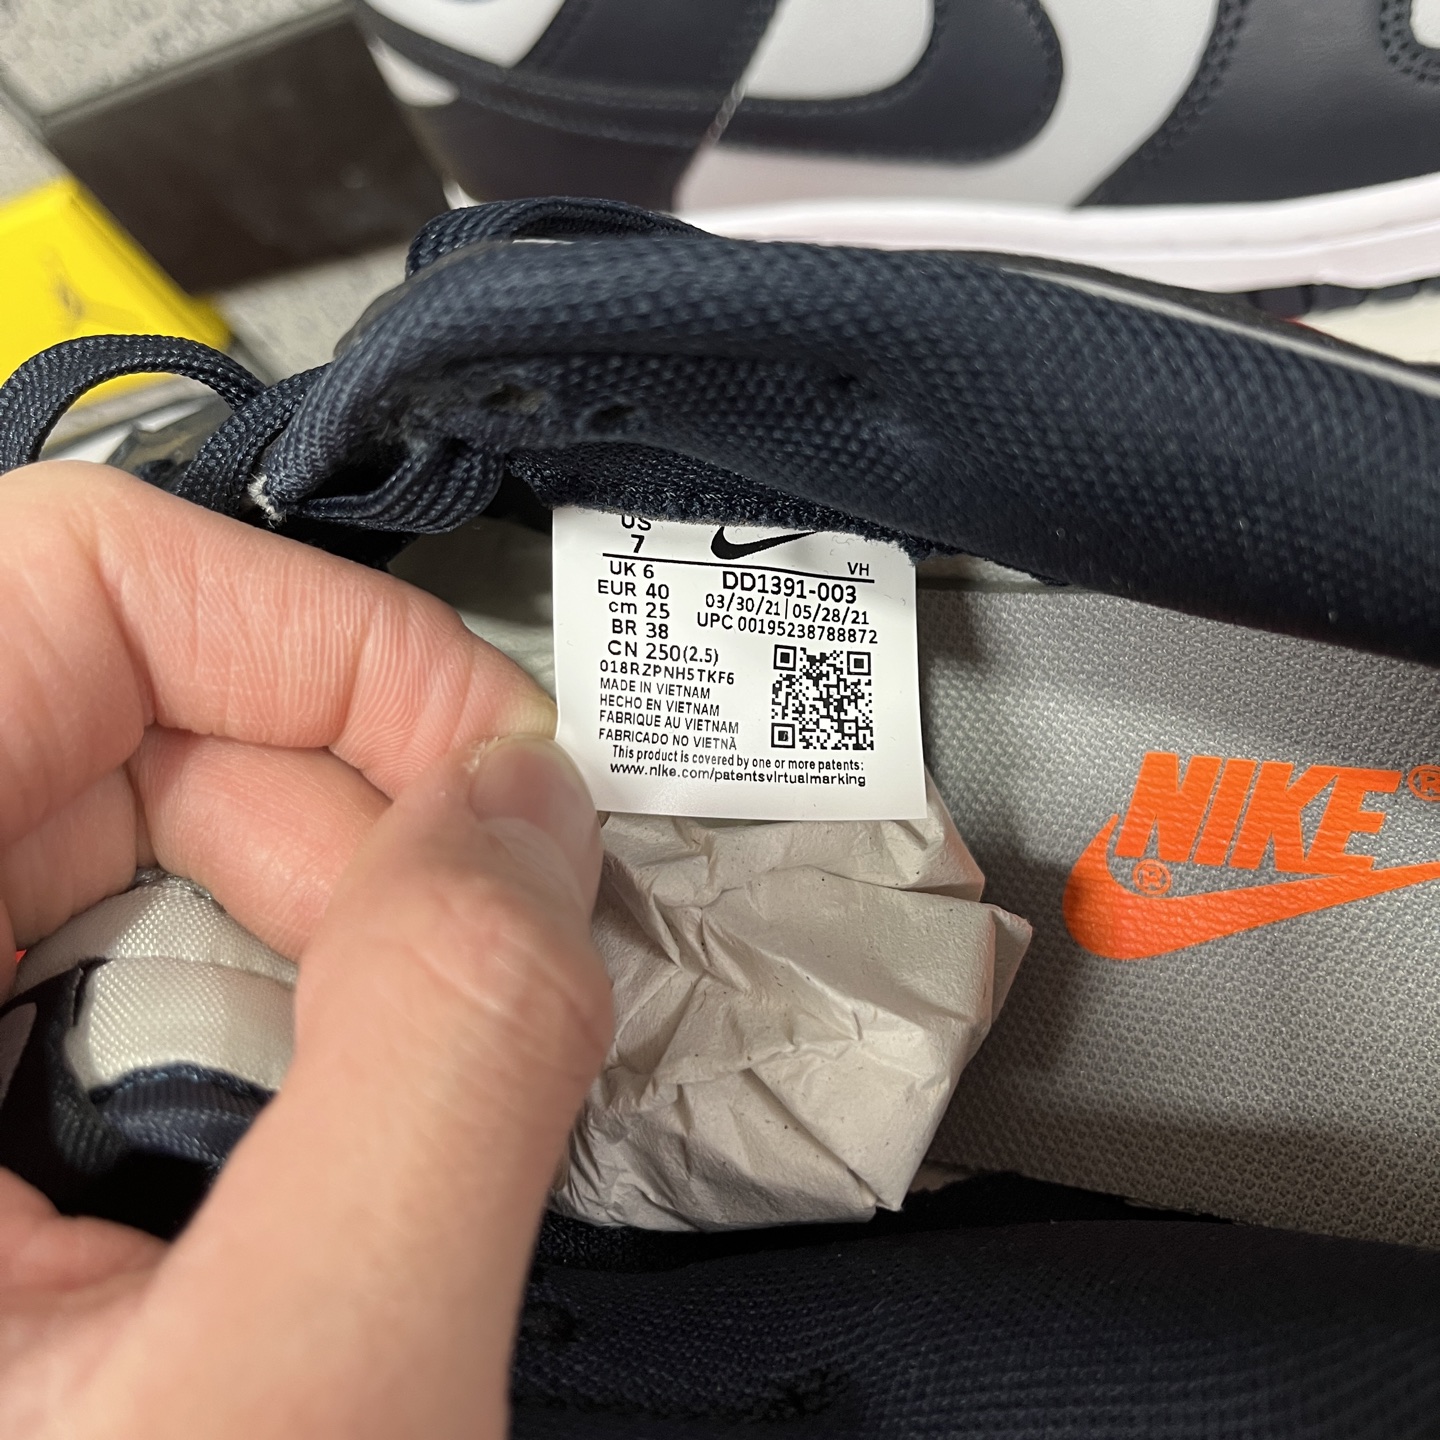 US
7
VH
UK 6
DD1391-003
EUR 40
03/30/21|05/28/21
cm 25
UPC 00195238788872
BR 38
CN 250(2.5)
018RZPNH5TKF6
MADE IN VIETNAM
HECHO EN VIETNAM
FABRIQUE AU VIETNAM
FABRICADO NO VIETNÃ
This product is covered by one or more patents:
www.nike.com/patentsvirtualmarking
NIKE®
®